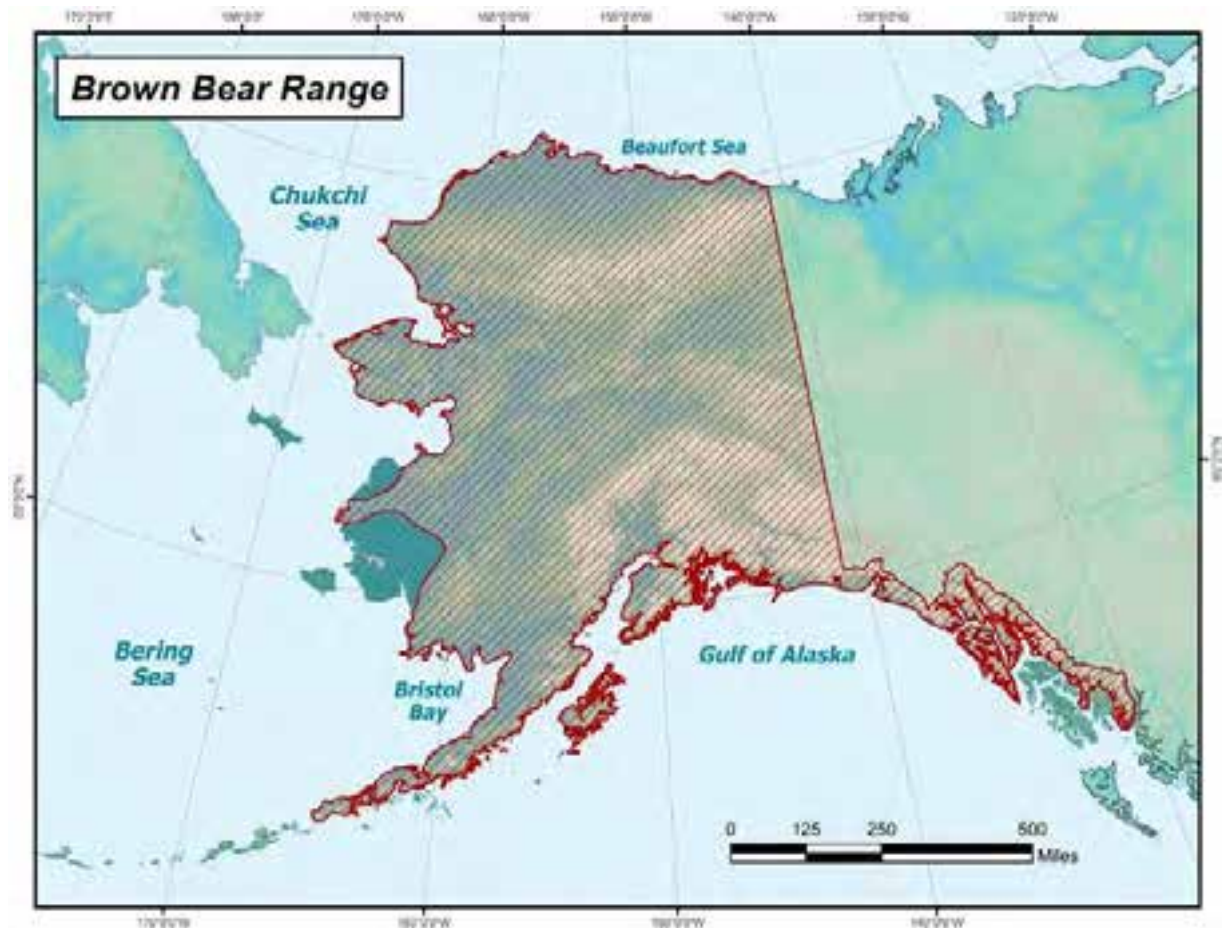 Brown Bear Range
Beaufort Sea
Chukchi
Sea
Bering
Sea
Bristol
Bay
Gulf of Alaska
0 125 250 500
Miles